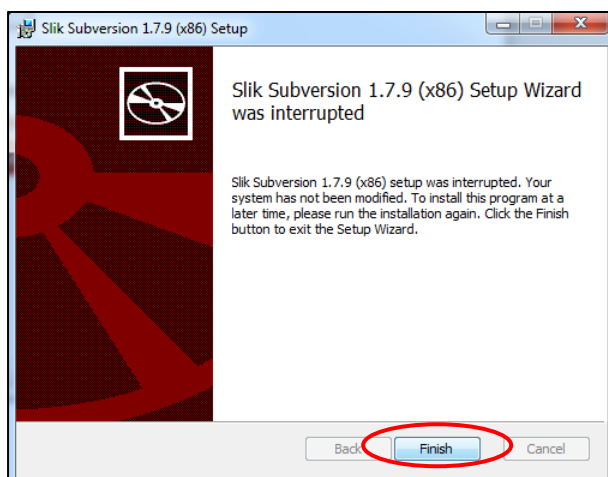 Slik Subversion 1.7.9 (x86) Setup
Slik Subversion 1.7.9 (x86) Setup Wizard
was interrupted
Slik Subversion 1.7.9 (x86) setup was interrupted. Your
system has not been modified. To install this program at a
later time, please run the installation again. Click the Finish
button to exit the Setup Wizard.
Back Finish Cancel